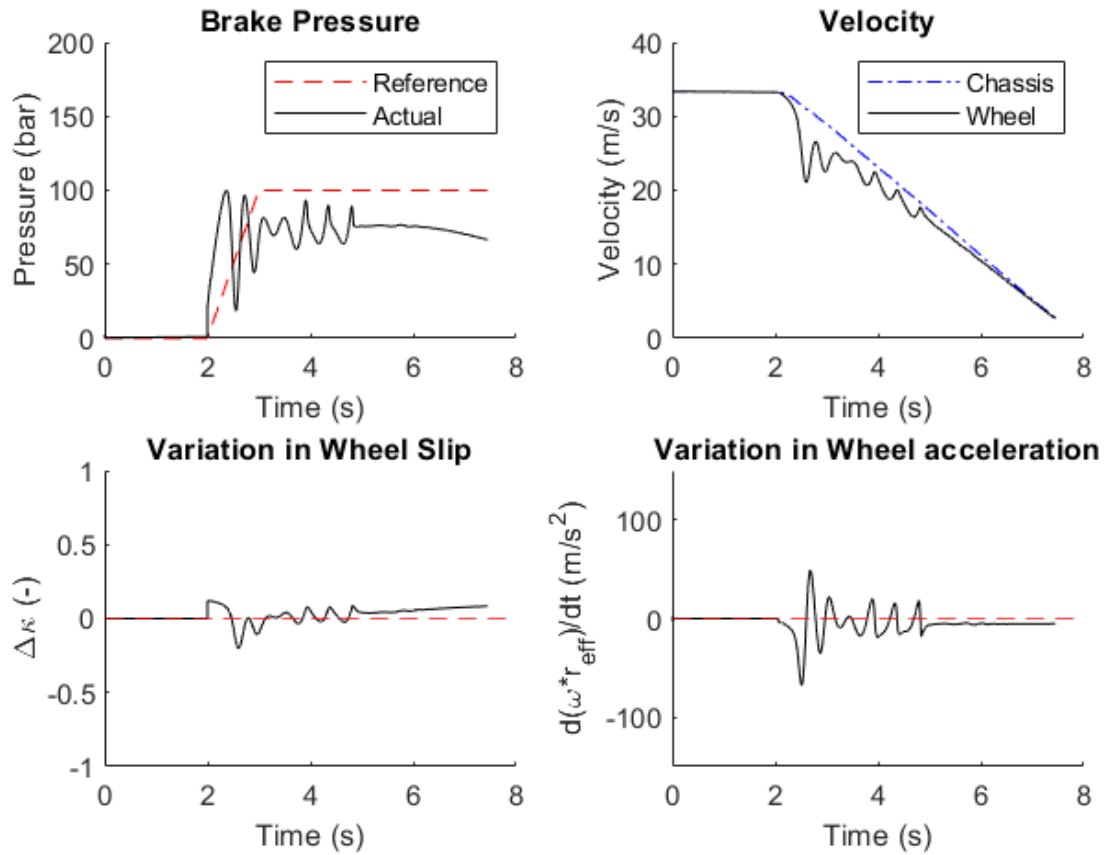 Brake Pressure
200
150
100
50
0
Pressure (bar)
Reference
Actual
0 2 4 6 8
Time (s)
Velocity
40
30
20
10
0
Velocity (m/s)
Chassis
Wheel
0 2 4 6 8
Time (s)
Variation in Wheel Slip
1
0.5
0
-0.5
-1
Δκ (-)
0 2 4 6 8
Time (s)
Variation in Wheel acceleration
100
0
-100
d(ω*r_eff)/dt (m/s²)
0 2 4 6 8
Time (s)